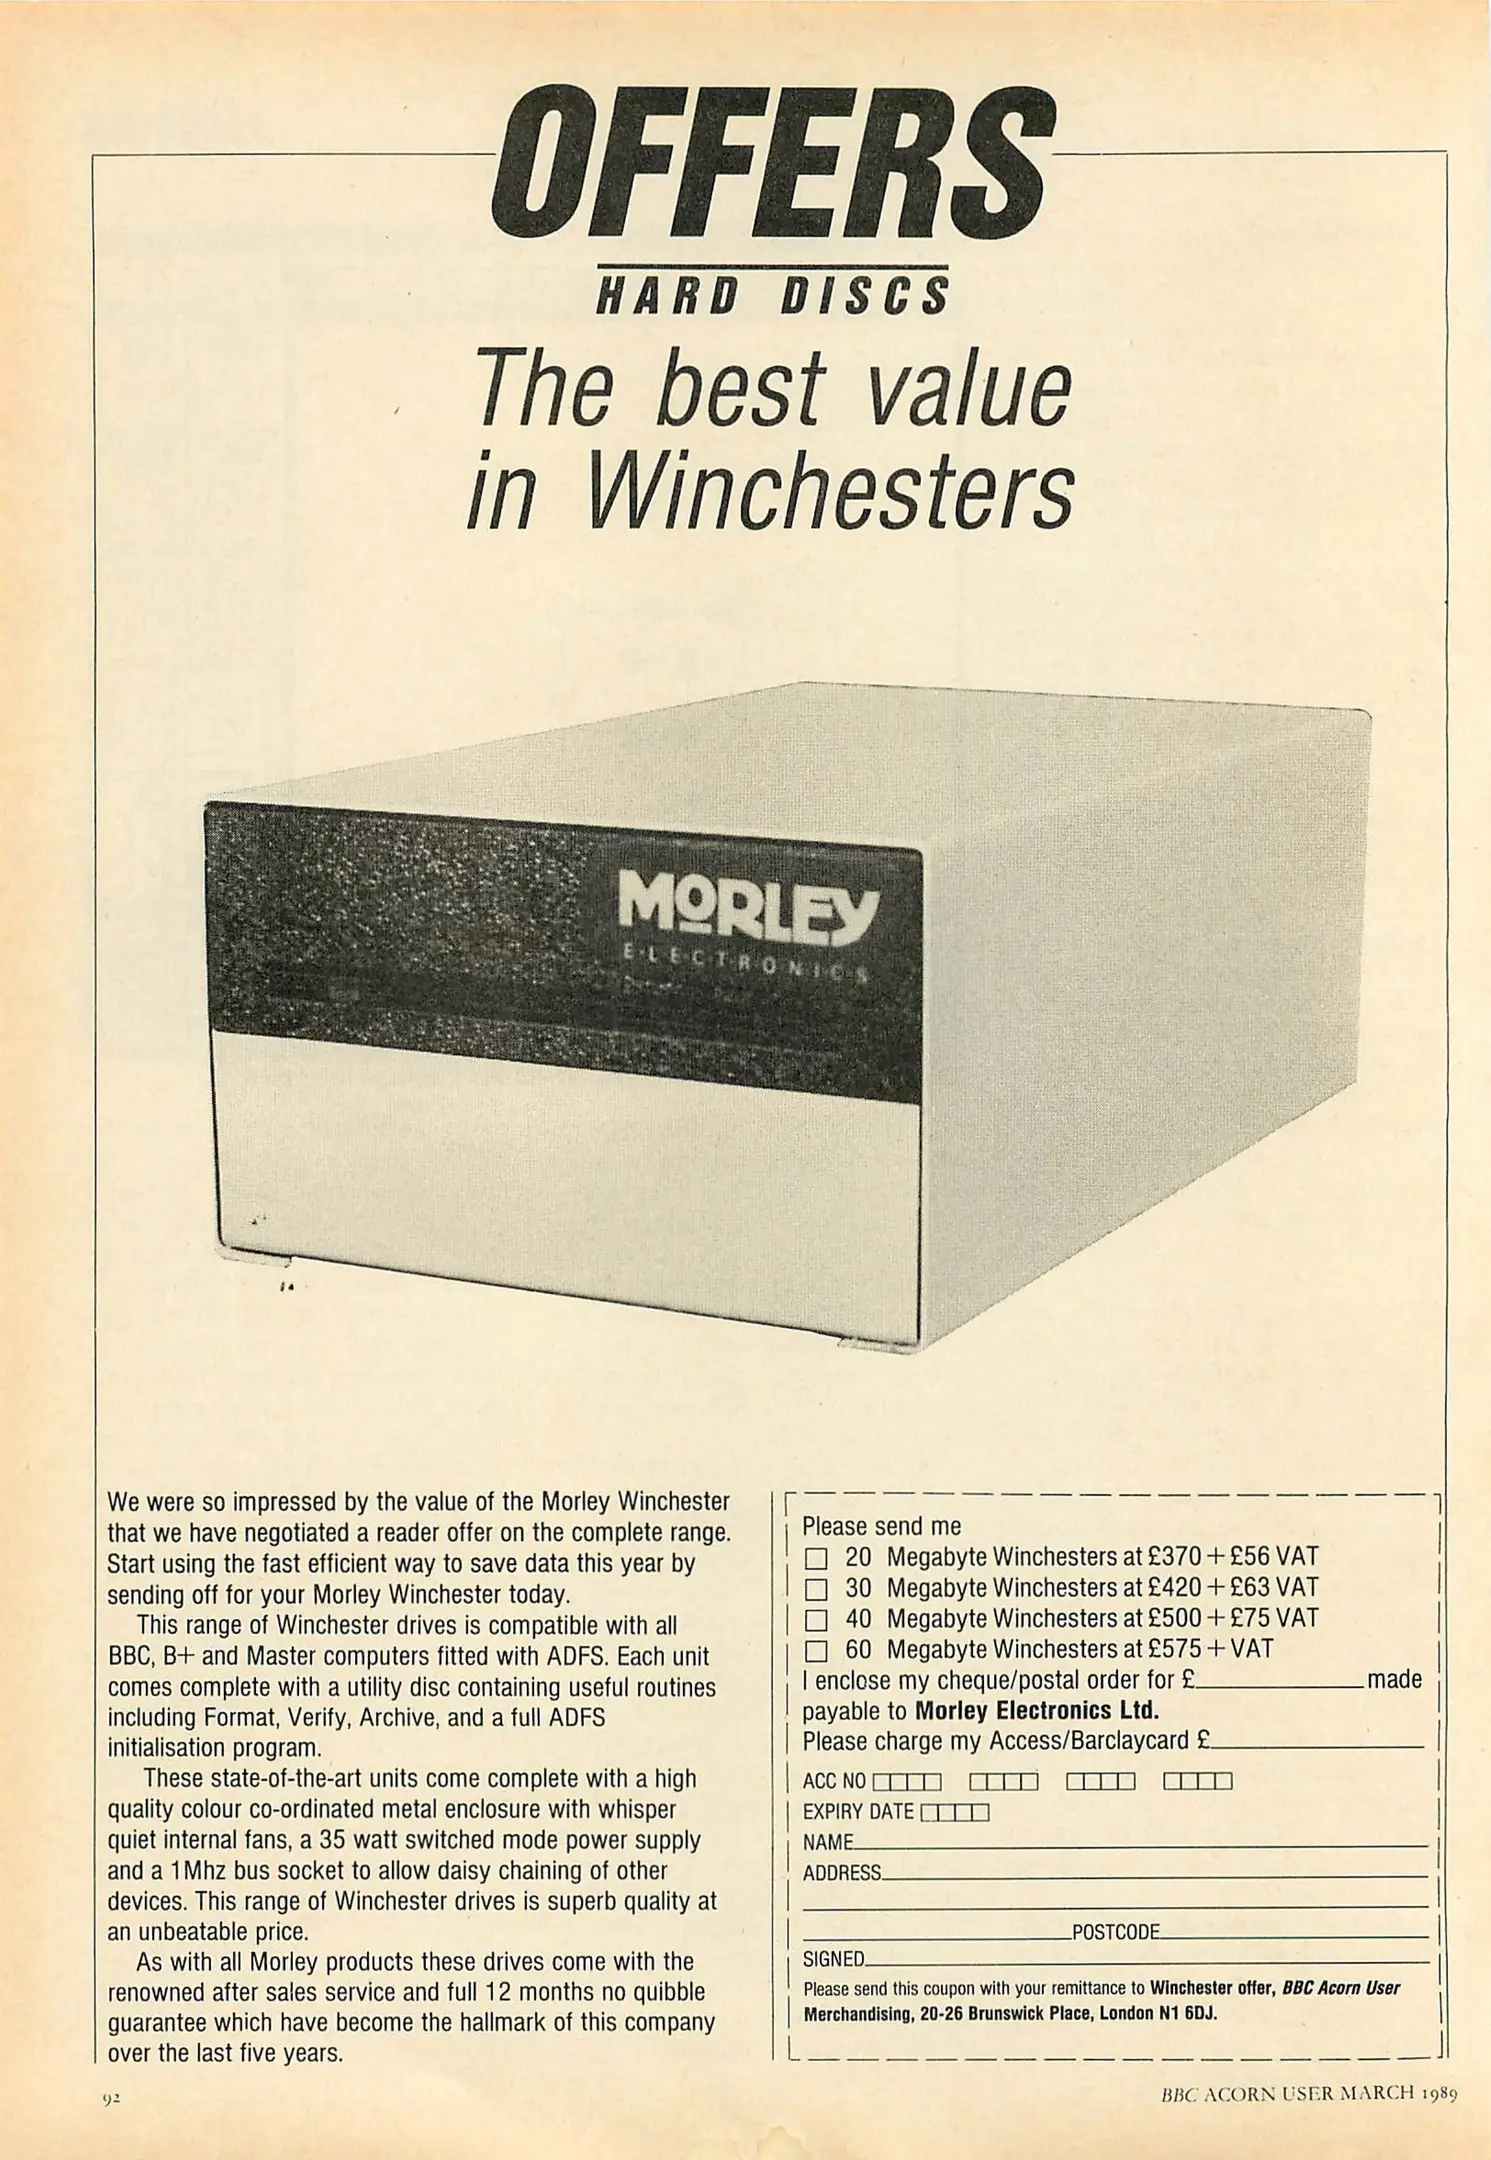 OFFERS
HARD DISCS
The best value
in Winchesters
MORLEY
ELECTRONICS
We were so impressed by the value of the Morley Winchester
that we have negotiated a reader offer on the complete range.
Start using the fast efficient way to save data this year by
sending off for your Morley Winchester today.
This range of Winchester drives is compatible with all
BBC, B+ and Master computers fitted with ADFS. Each unit
comes complete with a utility disc containing useful routines
including Format, Verify, Archive, and a full ADFS
initialisation program.
These state-of-the-art units come complete with a high
quality colour co-ordinated metal enclosure with whisper
quiet internal fans, a 35 watt switched mode power supply
and a 1Mhz bus socket to allow daisy chaining of other
devices. This range of Winchester drives is superb quality at
an unbeatable price.
As with all Morley products these drives come with the
renowned after sales service and full 12 months no quibble
guarantee which have become the hallmark of this company
over the last five years.
Please send me
20 Megabyte Winchesters at £370 + £56 VAT
30 Megabyte Winchesters at £420 + £63 VAT
40 Megabyte Winchesters at £500 + £75 VAT
60 Megabyte Winchesters at £575 + VAT
I enclose my cheque/postal order for £ made
payable to Morley Electronics Ltd.
Please charge my Access/Barclaycard £
ACC NO
EXPIRY DATE
NAME
ADDRESS
POSTCODE
SIGNED
Please send this coupon with your remittance to Winchester offer, BBC Acorn User
Merchandising, 20-26 Brunswick Place, London N1 6DJ.
92
BBC ACORN USER MARCH 1989